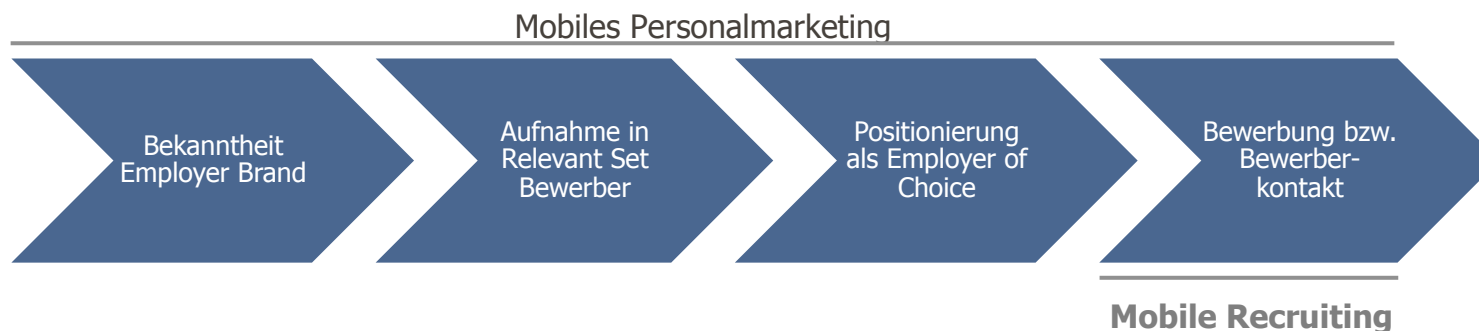 Mobiles Personalmarketing
Bekanntheit
Employer Brand
Aufnahme in
Relevant Set
Bewerber
Positionierung
als Employer of
Choice
Bewerbung bzw.
Bewerber-
kontakt
Mobile Recruiting